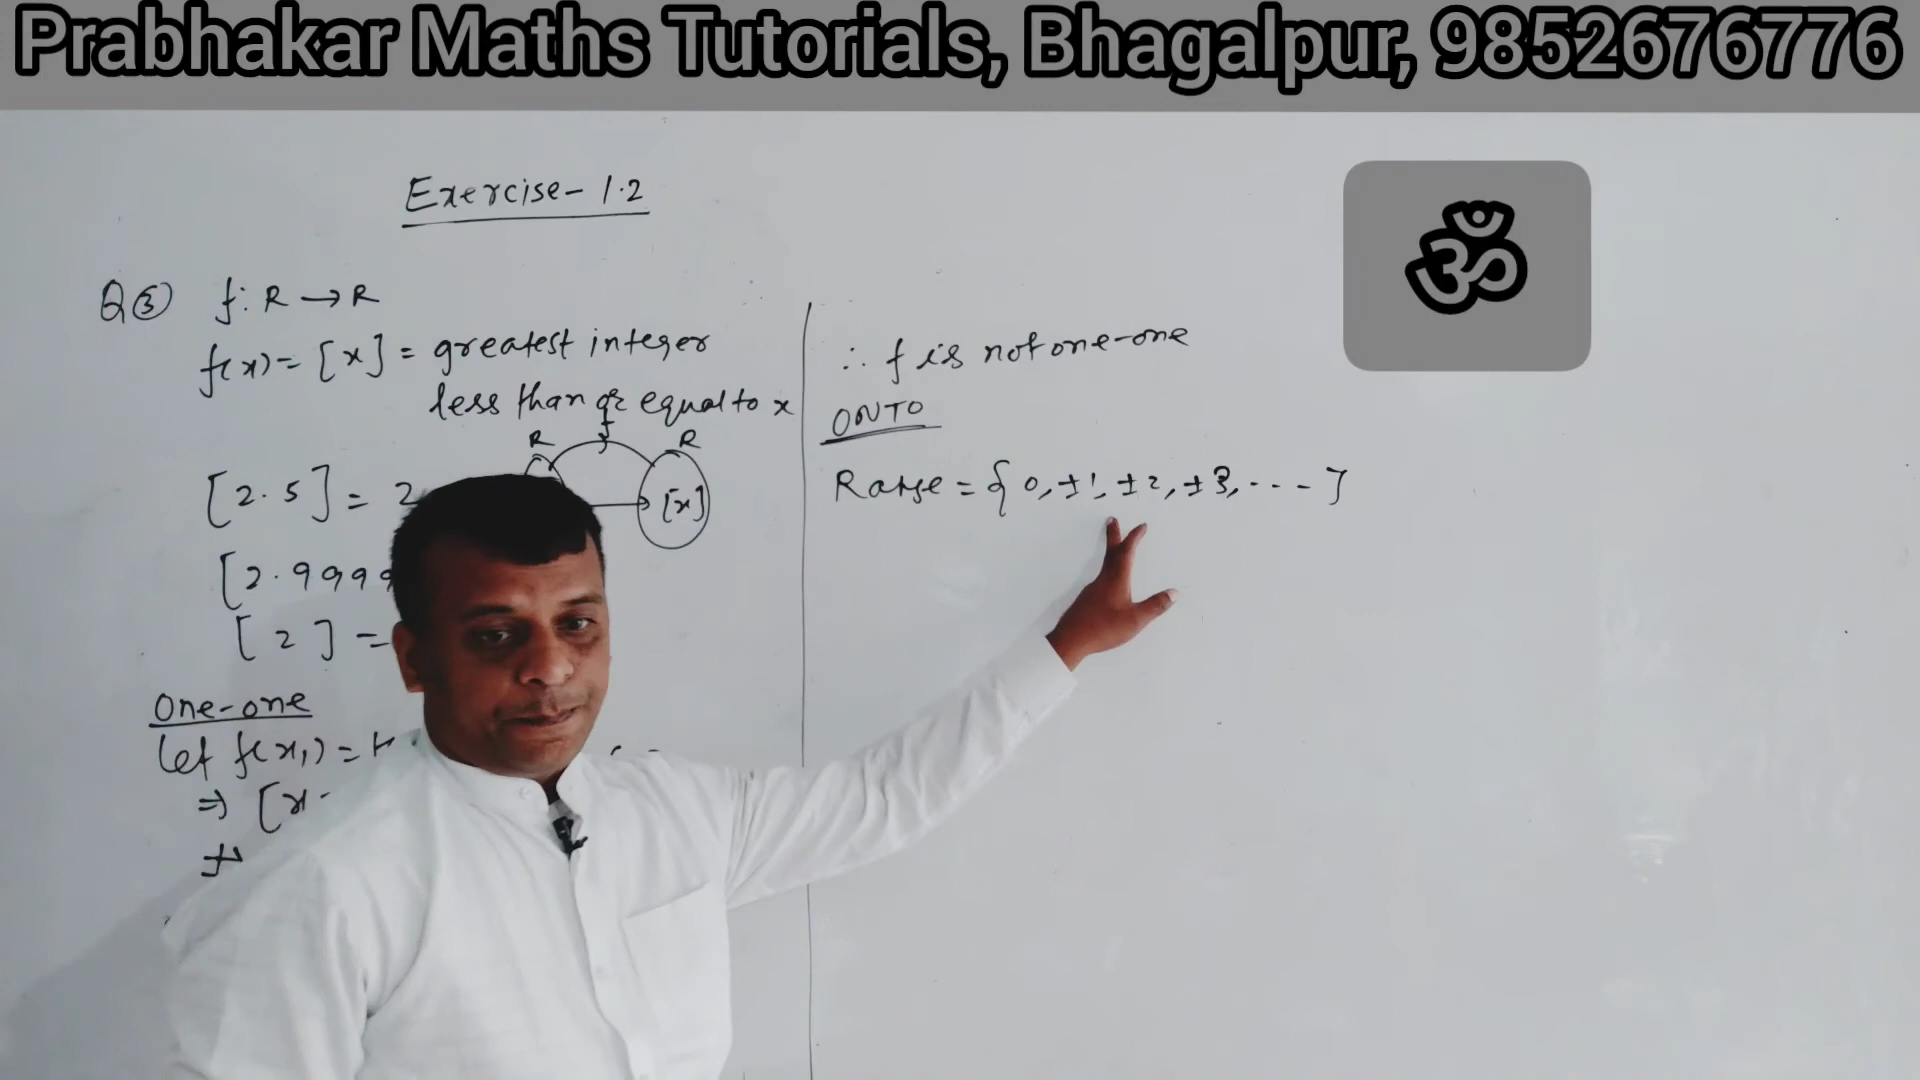 Prabhakar Maths Tutorials, Bhagalpur, 9852676776
ॐ
Exercise- 1.2
Q③ f: R → R
f(x) = [x] = greatest integer
less than or equal to x
f
R R
[2.5] = 2
[x]
[2.9999
[2] =
One-one
Let f(x₁) =
⇒ [x
∴ f is not one-one
ONTO
Range = { 0, ±1, ±2, ±3, ---- }